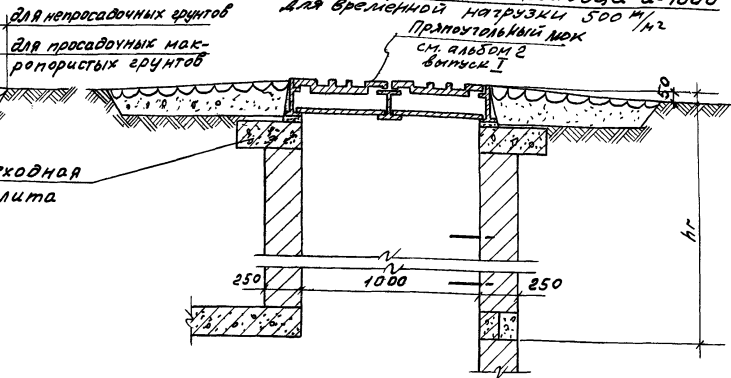 для непросадочных грунтов
для просадочных мак-
ропористых грунтов
для временной нагрузки 500 м/м²
Прямоугольный люк
см. альбом 2
выпуск I
50
ходная
лита
hг
250
1000
250